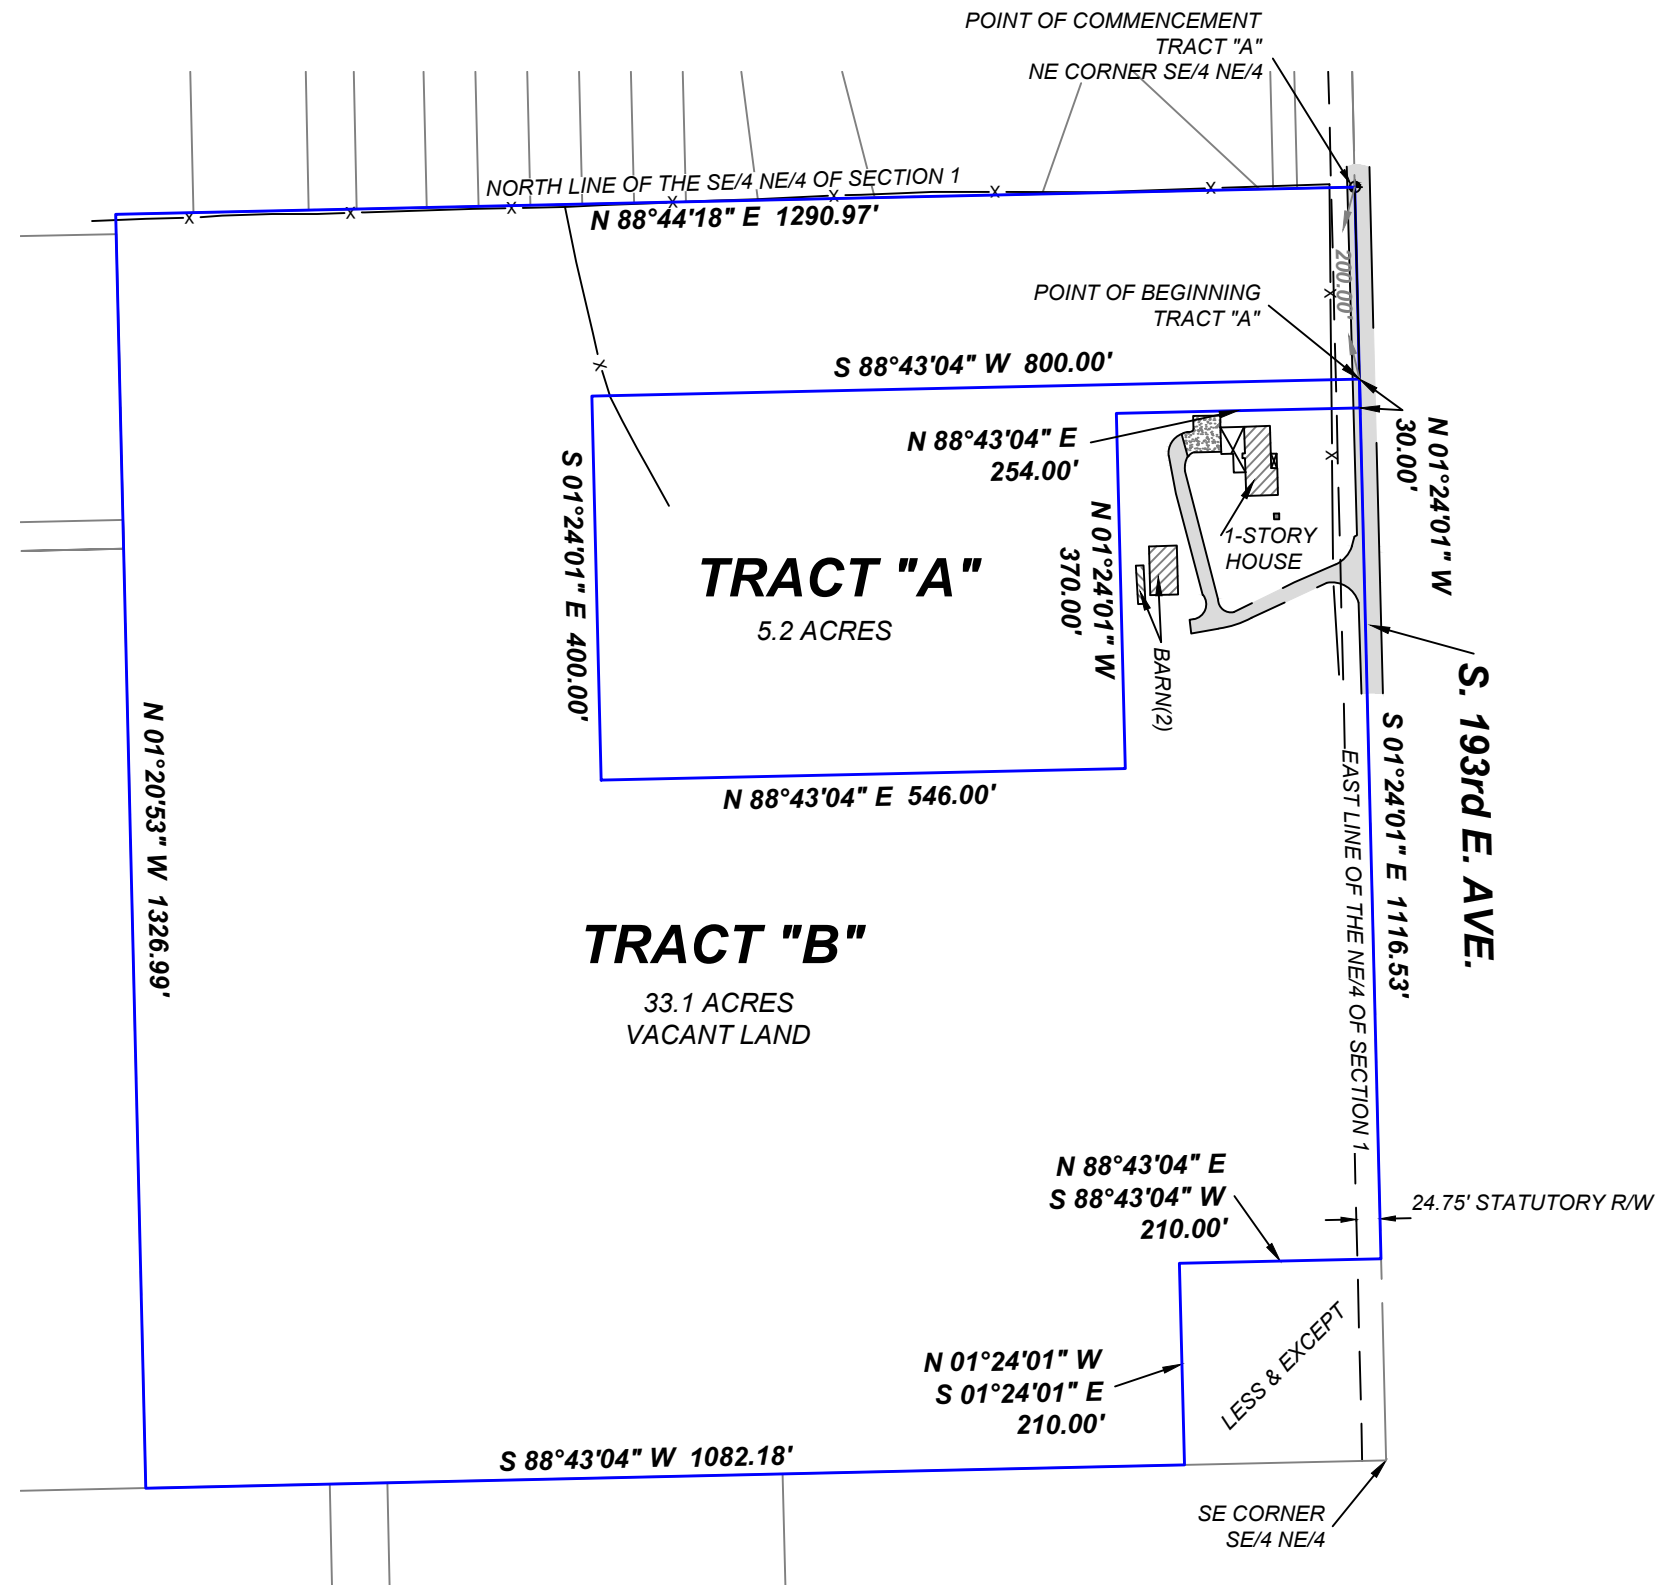 POINT OF COMMENCEMENT
TRACT "A"
NE CORNER SE/4 NE/4
NORTH LINE OF THE SE/4 NE/4 OF SECTION 1
N 88°44'18" E 1290.97'
200.00'
POINT OF BEGINNING
TRACT "A"
S 88°43'04" W 800.00'
N 88°43'04" E
254.00'
N 01°24'01" W
30.00'
S 01°24'01" E 400.00'
N 01°24'01" W
370.00'
1-STORY
HOUSE
TRACT "A"
5.2 ACRES
BARN(2)
S. 193rd E. AVE.
N 01°20'53" W 1326.99'
N 88°43'04" E 546.00'
EAST LINE OF THE NE/4 OF SECTION 1
S 01°24'01" E 1116.53'
TRACT "B"
33.1 ACRES
VACANT LAND
N 88°43'04" E
S 88°43'04" W
210.00'
24.75' STATUTORY R/W
N 01°24'01" W
S 01°24'01" E
210.00'
LESS & EXCEPT
S 88°43'04" W 1082.18'
SE CORNER
SE/4 NE/4